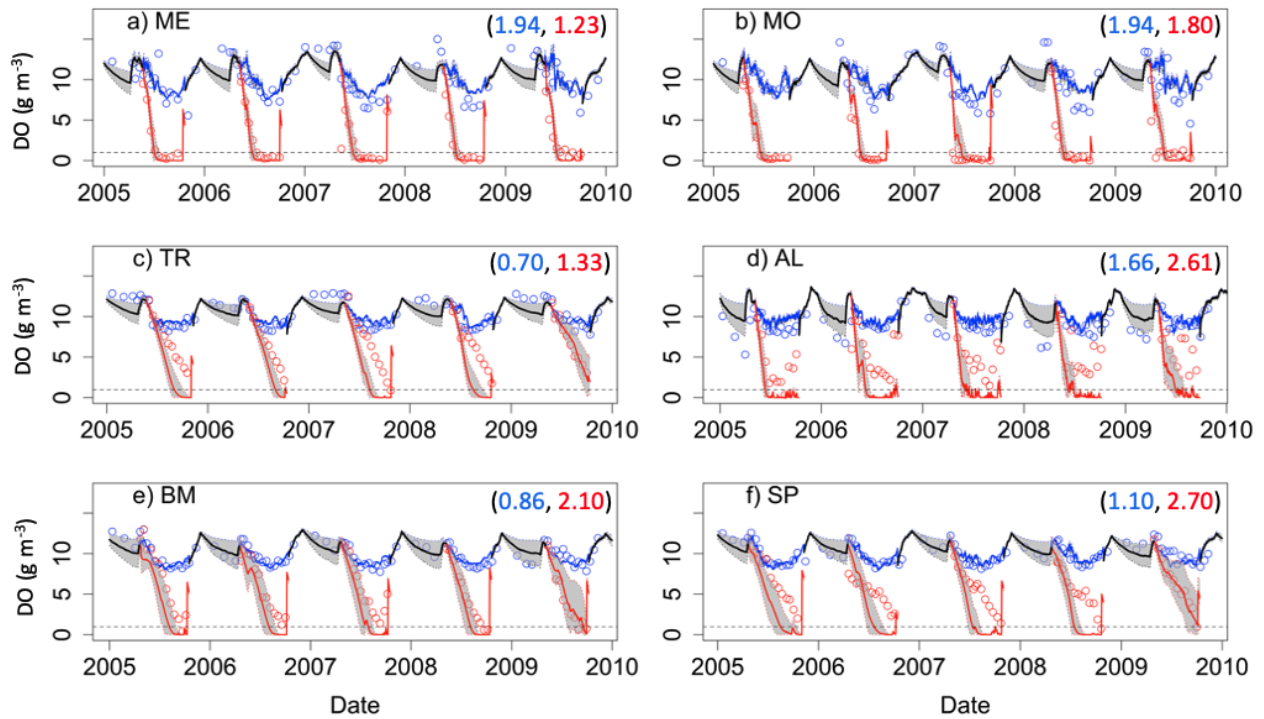 a) ME (1.94, 1.23)
b) MO (1.94, 1.80)
DO (g m⁻³)
10
5
0
2005 2006 2007 2008 2009 2010
10
5
0
2005 2006 2007 2008 2009 2010
c) TR (0.70, 1.33)
d) AL (1.66, 2.61)
DO (g m⁻³)
10
5
0
2005 2006 2007 2008 2009 2010
10
5
0
2005 2006 2007 2008 2009 2010
e) BM (0.86, 2.10)
f) SP (1.10, 2.70)
DO (g m⁻³)
10
5
0
2005 2006 2007 2008 2009 2010
10
5
0
2005 2006 2007 2008 2009 2010
Date
Date